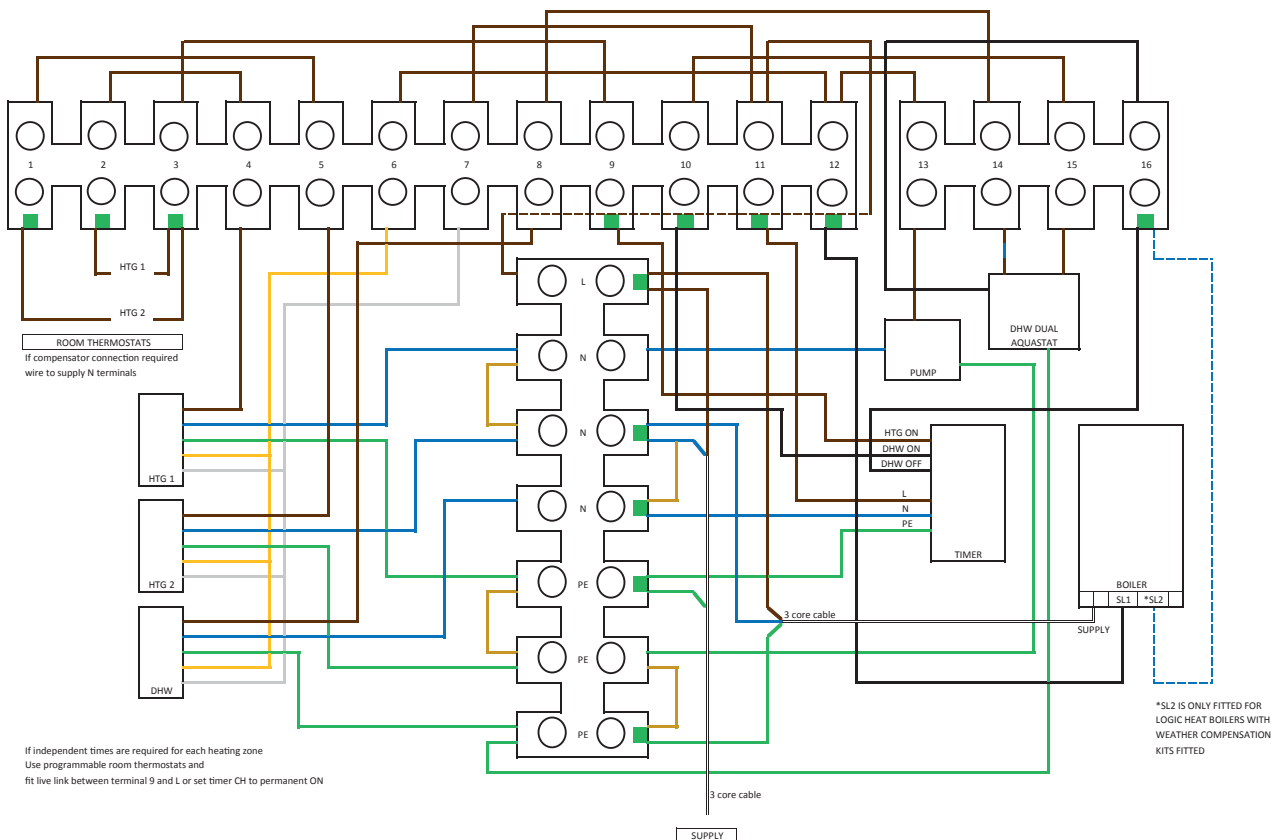 1
2
3
4
5
6
7
8
9
10
11
12
13
14
15
16
HTG 1
HTG 2
ROOM THERMOSTATS
If compensator connection required
wire to supply N terminals
L
N
N
N
PE
PE
PE
DHW DUAL
AQUASTAT
PUMP
HTG 1
HTG 2
DHW
HTG ON
DHW ON
DHW OFF
L
N
PE
TIMER
BOILER
SL1
*SL2
3 core cable
SUPPLY
*SL2 IS ONLY FITTED FOR
LOGIC HEAT BOILERS WITH
WEATHER COMPENSATION
KITS FITTED
If independent times are required for each heating zone
Use programmable room thermostats and
fit live link between terminal 9 and L or set timer CH to permanent ON
3 core cable
SUPPLY